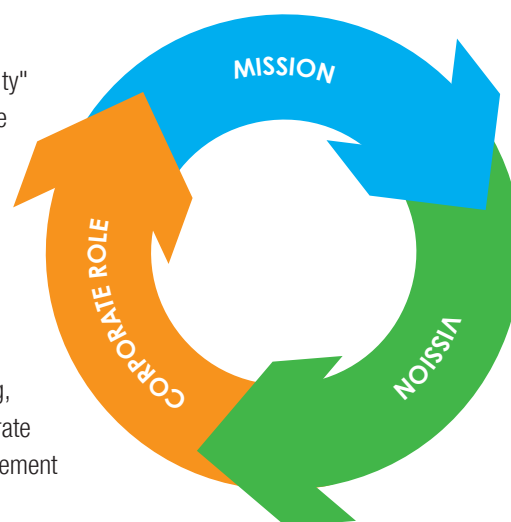 ty"
e
MISSION
CORPORATE ROLE
VISSION
g,
rate
ement